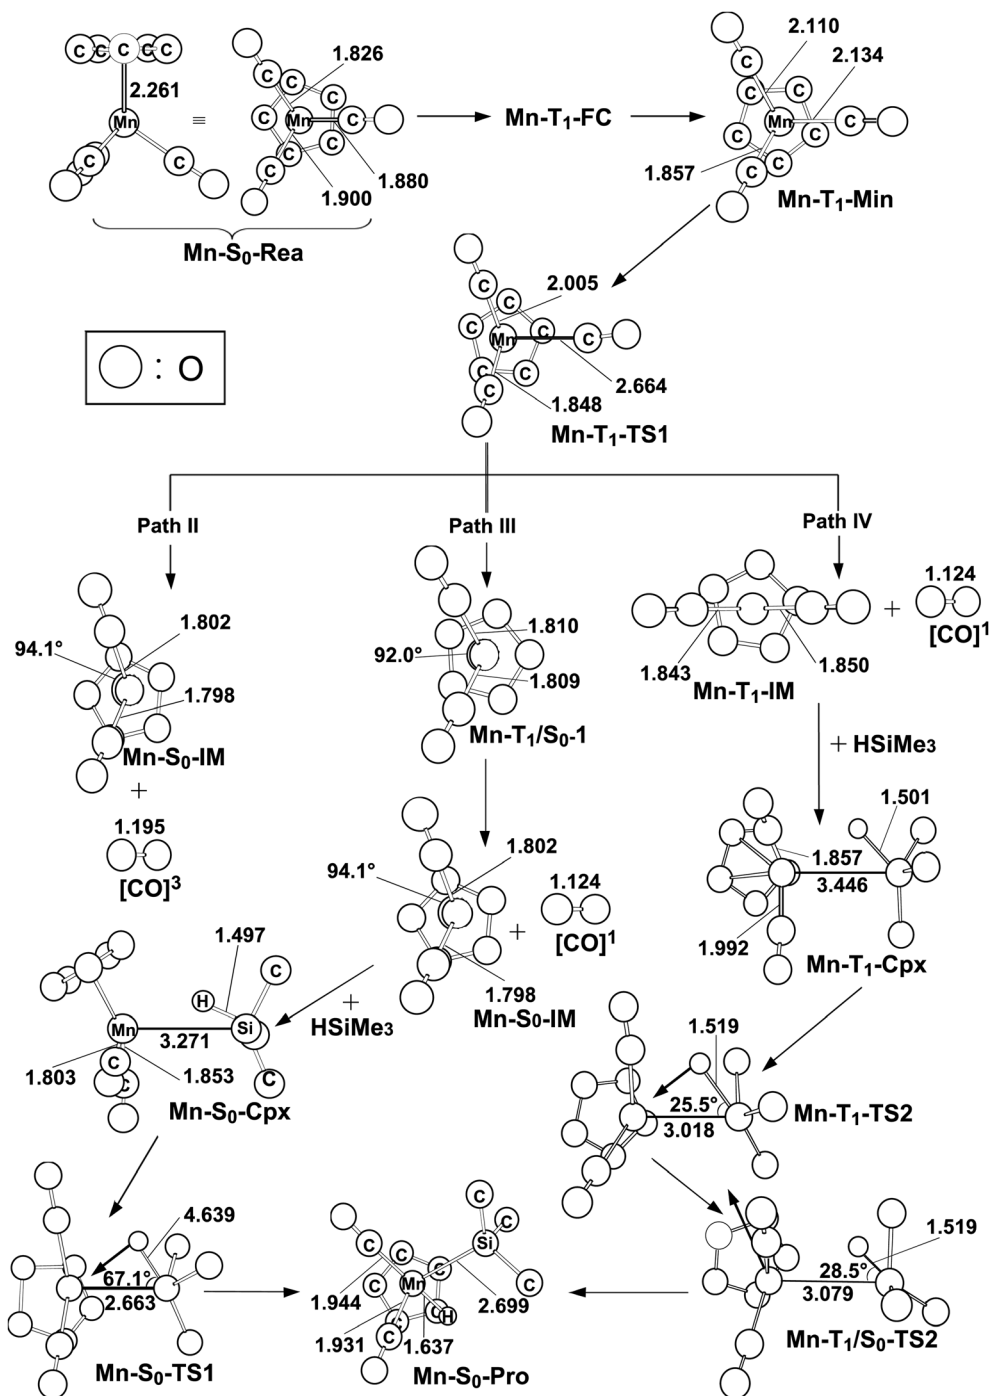 C C C C C
2.261
Mn
C
C
≡
C
C
C
C
C
C
C
C
Mn
C
1.826
1.880
1.900
Mn-S0-Rea
Mn-T1-FC
C
C
C
C
C
C
C
C
Mn
2.110
2.134
1.857
Mn-T1-Min
C
C
C
C
C
C
C
C
Mn
2.005
2.664
1.848
Mn-T1-TS1
: O
Path II
Path III
Path IV
94.1°
1.802
1.798
Mn-S0-IM
+
1.195
[CO]3
92.0°
1.810
1.809
Mn-T1/S0-1
1.843
1.850
Mn-T1-IM
+
1.124
[CO]1
+ HSiMe3
94.1°
1.802
1.798
Mn-S0-IM
+
1.124
[CO]1
1.501
1.857
3.446
1.992
Mn-T1-Cpx
+
HSiMe3
1.497
H
C
Mn
Si
3.271
C
C
C
1.803
1.853
Mn-S0-Cpx
1.519
25.5°
3.018
Mn-T1-TS2
4.639
67.1°
2.663
Mn-S0-TS1
C
C
Si
C
C
C
C
C
Mn
H
C
C
C
1.944
2.699
1.931
1.637
Mn-S0-Pro
1.519
28.5°
3.079
Mn-T1/S0-TS2